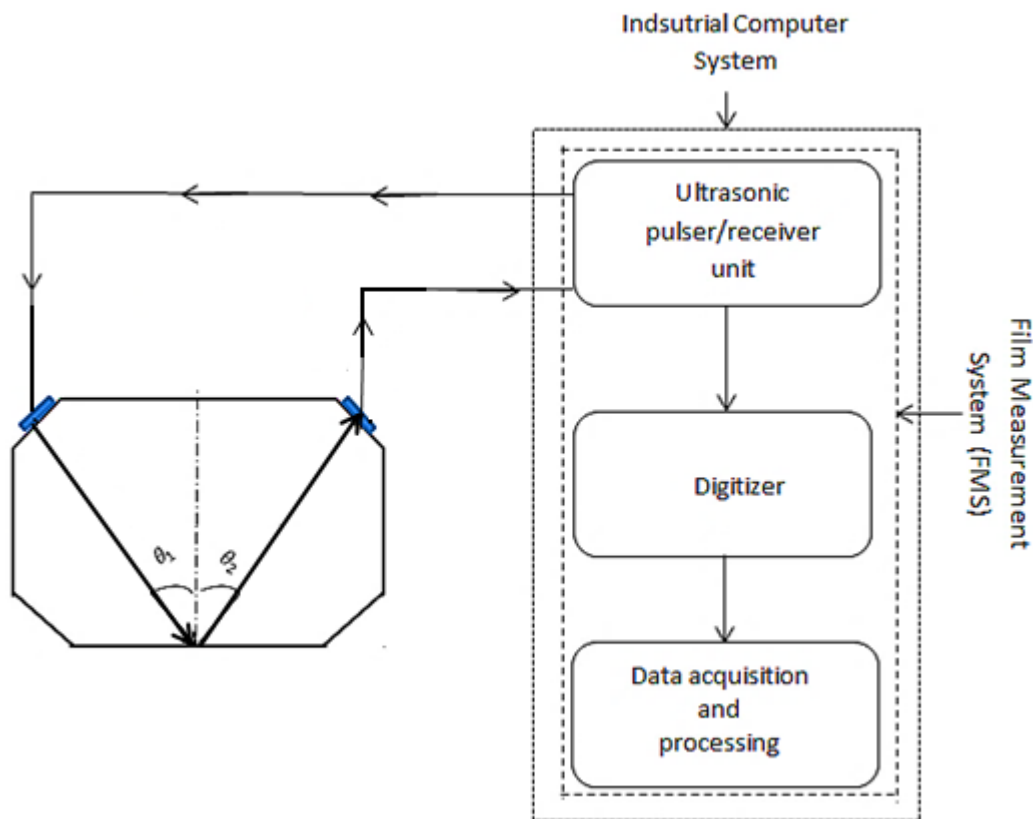 Indsutrial Computer
System
Ultrasonic
pulser/receiver
unit
Film Measurement
System (FMS)
θ1
θ2
Digitizer
Data acquisition
and
processing